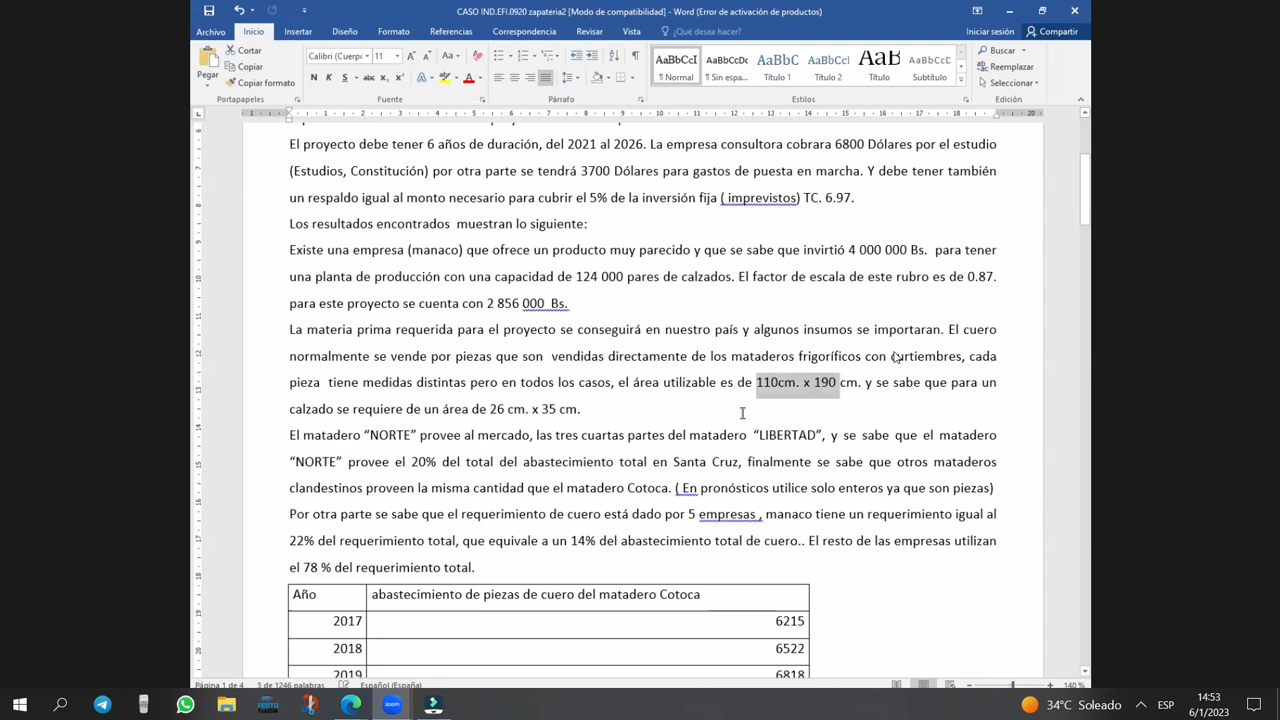 CASO IND.EFI.0920 zapateria2 [Modo de compatibilidad] - Word (Error de activación de productos)
Archivo Inicio Insertar Diseño Formato Referencias Correspondencia Revisar Vista ¿Qué desea hacer? Iniciar sesión Compartir
Pegar Cortar Copiar Copiar formato
Calibri (Cuerpo 11
N K S abc x₂ x²
AaBbCcI AaBbCcDc AaBbC AaBbCcI AaB AaBbCcD
¶ Normal ¶ Sin espa... Título 1 Título 2 Título Subtítulo
Buscar Reemplazar Seleccionar
Portapapeles Fuente Párrafo Estilos Edición
El proyecto debe tener 6 años de duración, del 2021 al 2026. La empresa consultora cobrara 6800 Dólares por el estudio
(Estudios, Constitución) por otra parte se tendrá 3700 Dólares para gastos de puesta en marcha. Y debe tener también
un respaldo igual al monto necesario para cubrir el 5% de la inversión fija ( imprevistos) TC. 6.97.
Los resultados encontrados muestran lo siguiente:
Existe una empresa (manaco) que ofrece un producto muy parecido y que se sabe que invirtió 4 000 000 Bs. para tener
una planta de producción con una capacidad de 124 000 pares de calzados. El factor de escala de este rubro es de 0.87.
para este proyecto se cuenta con 2 856 000 Bs.
La materia prima requerida para el proyecto se conseguirá en nuestro país y algunos insumos se importaran. El cuero
normalmente se vende por piezas que son vendidas directamente de los mataderos frigoríficos con curtiembres, cada
pieza tiene medidas distintas pero en todos los casos, el área utilizable es de 110cm. x 190 cm. y se sabe que para un
calzado se requiere de un área de 26 cm. x 35 cm.
El matadero “NORTE” provee al mercado, las tres cuartas partes del matadero “LIBERTAD”, y se sabe que el matadero
“NORTE” provee el 20% del total del abastecimiento total en Santa Cruz, finalmente se sabe que otros mataderos
clandestinos proveen la misma cantidad que el matadero Cotoca. ( En pronósticos utilice solo enteros ya que son piezas)
Por otra parte se sabe que el requerimiento de cuero está dado por 5 empresas , manaco tiene un requerimiento igual al
22% del requerimiento total, que equivale a un 14% del abastecimiento total de cuero.. El resto de las empresas utilizan
el 78 % del requerimiento total.
Año abastecimiento de piezas de cuero del matadero Cotoca
2017 6215
2018 6522
2019 6818
Página 1 de 4 3 de 1246 palabras Español (España) 140 %
34°C Soleado ESP 14:53
6/1/2023